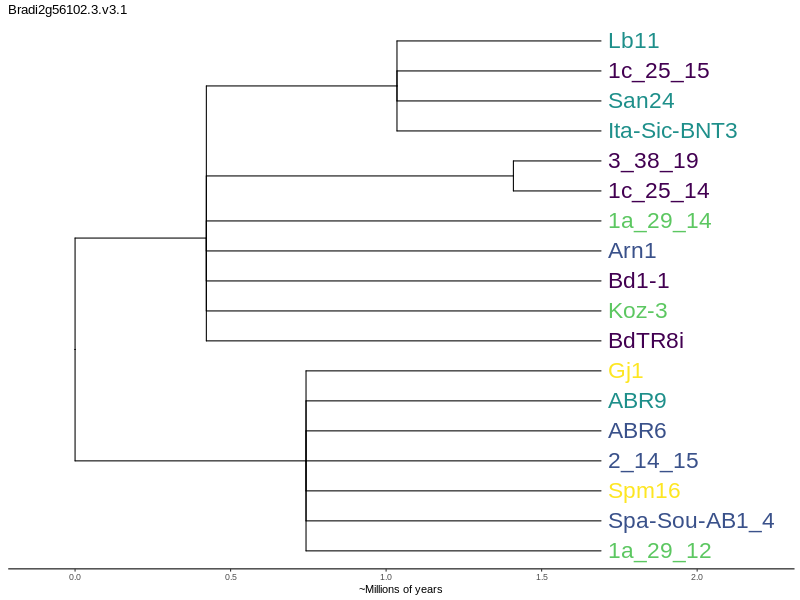 Bradi2g56102.3.v3.1
Lb11
1c_25_15
San24
Ita-Sic-BNT3
3_38_19
1c_25_14
1a_29_14
Arn1
Bd1-1
Koz-3
BdTR8i
Gj1
ABR9
ABR6
2_14_15
Spm16
Spa-Sou-AB1_4
1a_29_12
0.0 0.5 1.0 1.5 2.0
~Millions of years